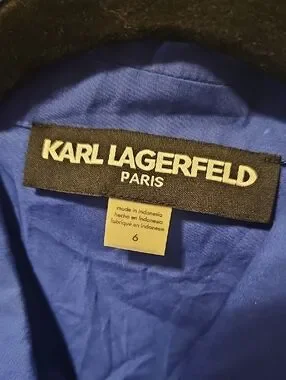 KARL LAGERFELD
PARIS
made in Indonesia
hecho en Indonesia
fabriqué en Indonésie
6